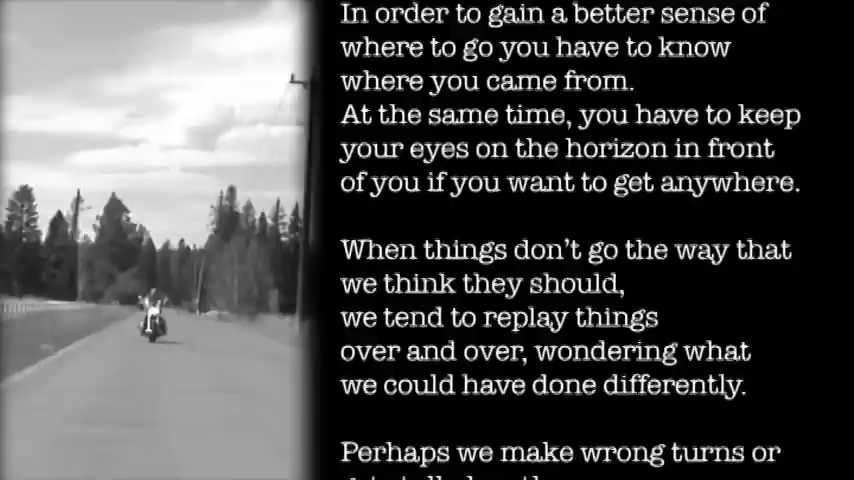 In order to gain a better sense of
where to go you have to know
where you came from.
At the same time, you have to keep
your eyes on the horizon in front
of you if you want to get anywhere.
When things don't go the way that
we think they should,
we tend to replay things
over and over, wondering what
we could have done differently.
Perhaps we make wrong turns or